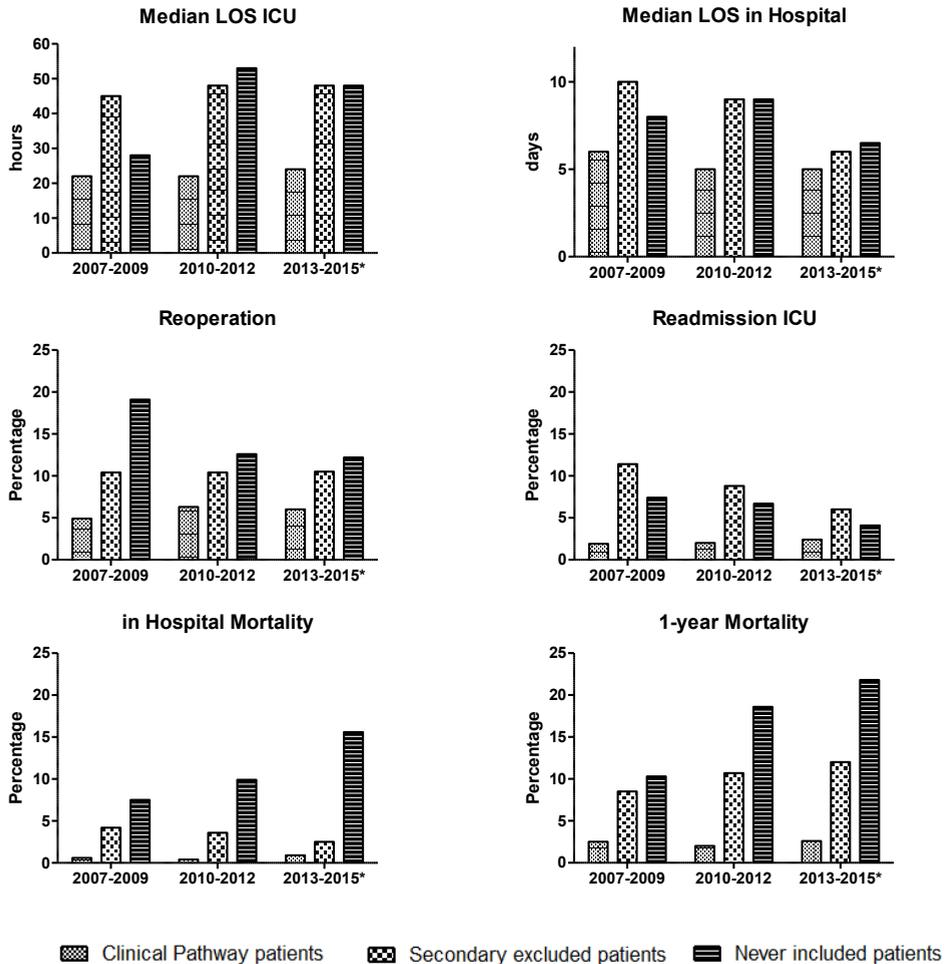 Median LOS ICU
hours
60
50
40
30
20
10
0
2007-2009 2010-2012 2013-2015*
Median LOS in Hospital
days
10
5
0
2007-2009 2010-2012 2013-2015*
Reoperation
Percentage
25
20
15
10
5
0
2007-2009 2010-2012 2013-2015*
Readmission ICU
Percentage
25
20
15
10
5
0
2007-2009 2010-2012 2013-2015*
in Hospital Mortality
Percentage
25
20
15
10
5
0
2007-2009 2010-2012 2013-2015*
1-year Mortality
Percentage
25
20
15
10
5
0
2007-2009 2010-2012 2013-2015*
Clinical Pathway patients Secondary excluded patients Never included patients